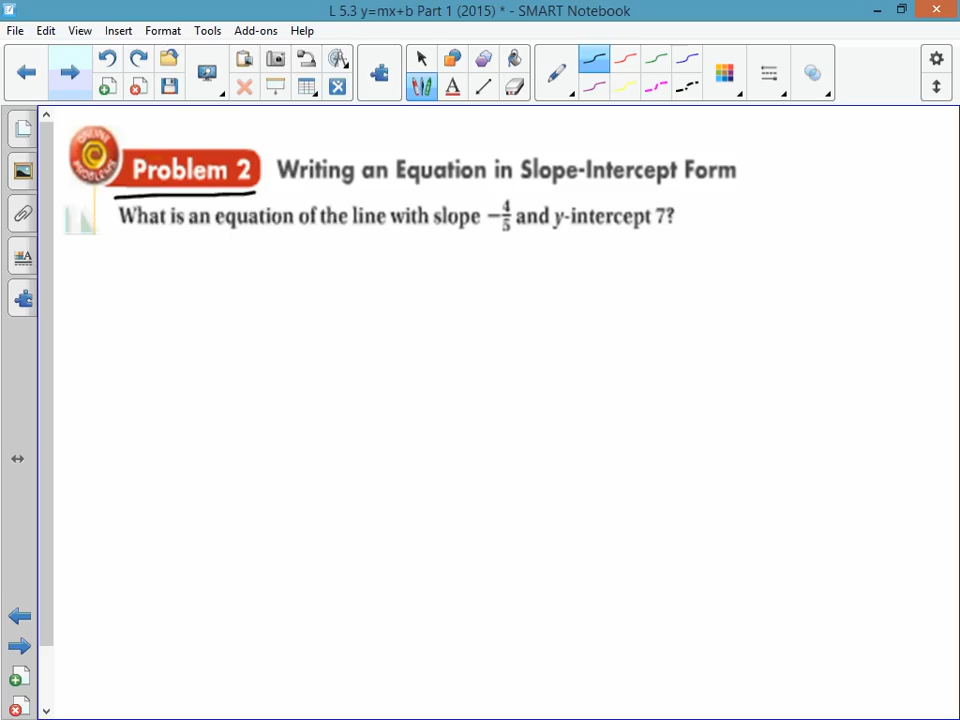 L 5.3 y=mx+b Part 1 (2015) * - SMART Notebook
File Edit View Insert Format Tools Add-ons Help
ONLINE PROBLEMS
Problem 2 Writing an Equation in Slope-Intercept Form
What is an equation of the line with slope −4/5 and y-intercept 7?